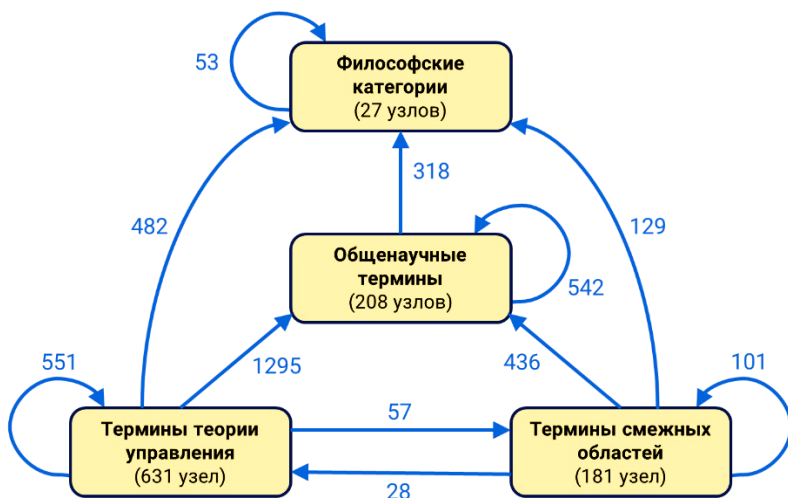 53
Философские
категории
(27 узлов)
318
482
129
Общенаучные
термины
(208 узлов)
542
551
1295
436
101
57
Термины теории
управления
(631 узел)
Термины смежных
областей
(181 узел)
28